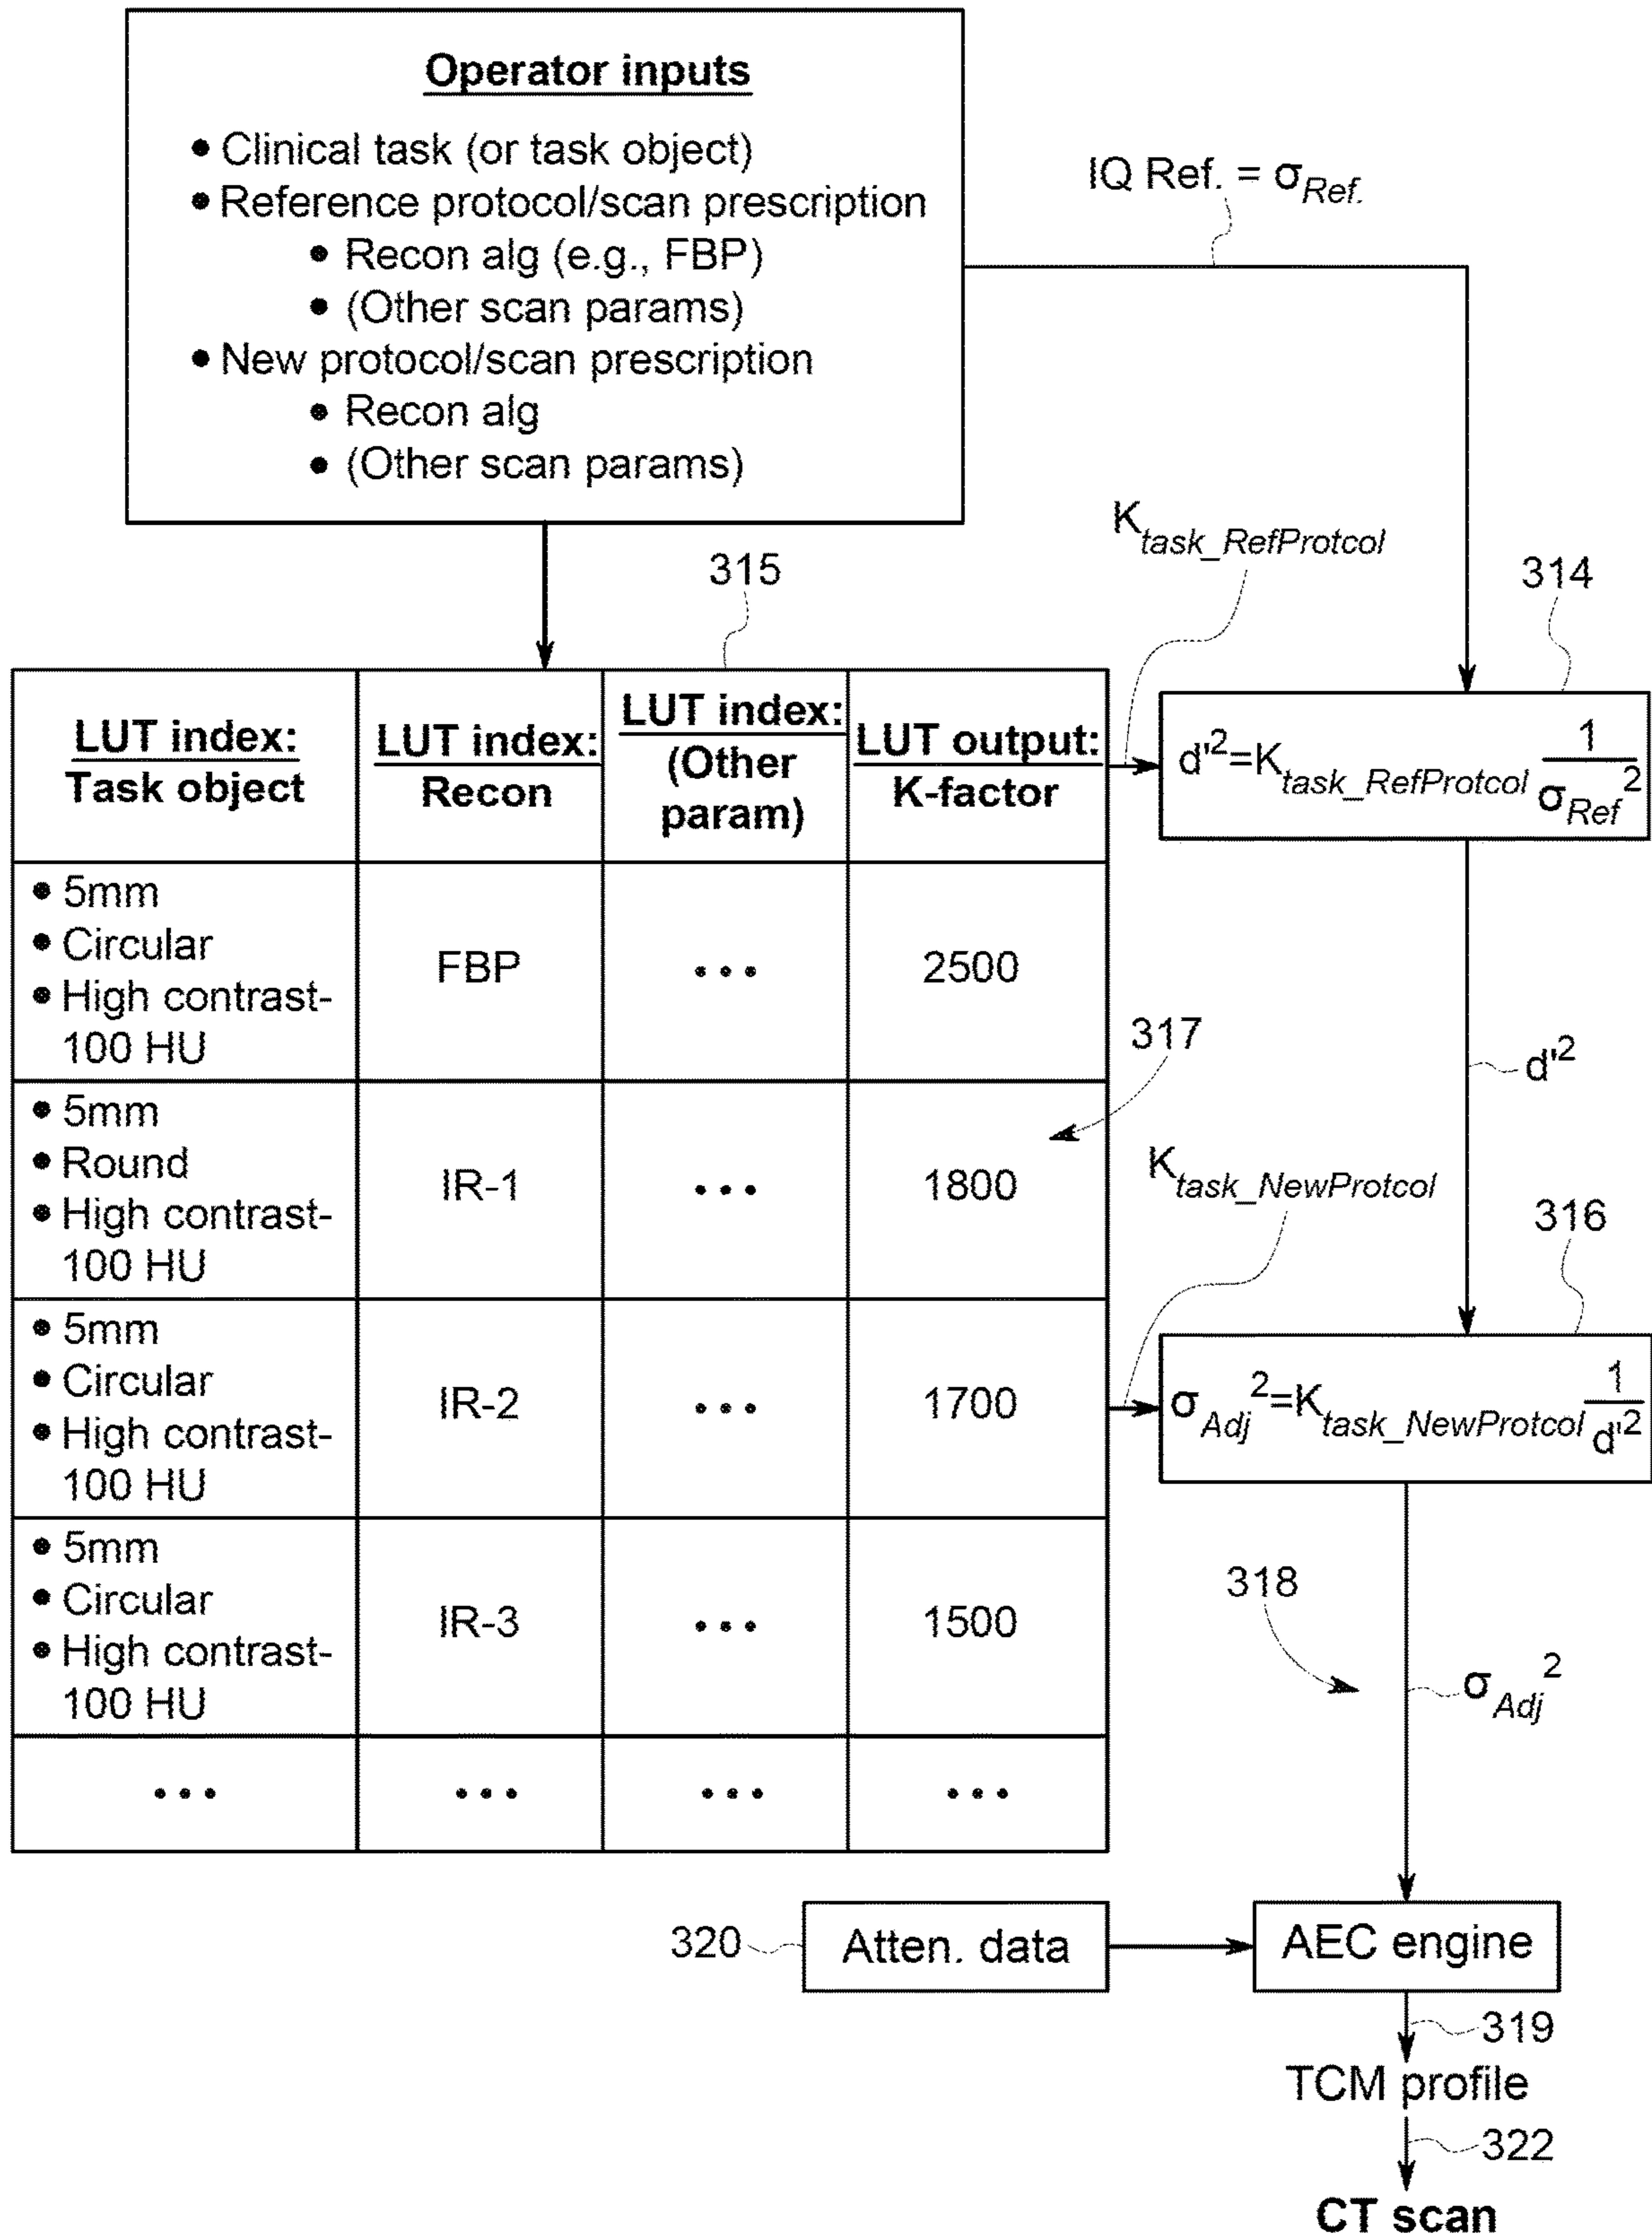 Operator inputs
• Clinical task (or task object)
• Reference protocol/scan prescription
• Recon alg (e.g., FBP)
• (Other scan params)
• New protocol/scan prescription
• Recon alg
• (Other scan params)
IQ Ref. = σRef.
Ktask_RefProtcol
315
314
LUT index:
Task object
LUT index:
Recon
LUT index:
(Other
param)
LUT output:
K-factor
d'²=Ktask_RefProtcol 1/σRef²
• 5mm
• Circular
• High contrast-
100 HU
FBP
• • •
2500
317
d'²
• 5mm
• Round
• High contrast-
100 HU
IR-1
• • •
1800
Ktask_NewProtcol
316
• 5mm
• Circular
• High contrast-
100 HU
IR-2
• • •
1700
σAdj²=Ktask_NewProtcol 1/d'²
• 5mm
• Circular
• High contrast-
100 HU
IR-3
• • •
1500
318
σAdj²
• • •
• • •
• • •
• • •
320
Atten. data
AEC engine
319
TCM profile
322
CT scan